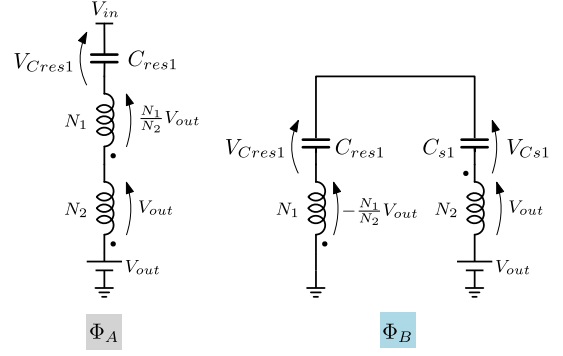 V_{in}
V_{Cres1} C_{res1}
N_1 \frac{N_1}{N_2}V_{out}
N_2 V_{out}
V_{out}
Φ_A
V_{Cres1} C_{res1} C_{s1} V_{Cs1}
N_1 -\frac{N_1}{N_2}V_{out} N_2 V_{out}
V_{out}
Φ_B